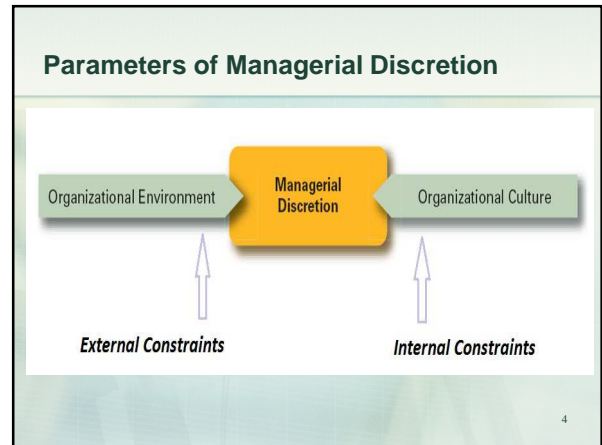 Parameters of Managerial Discretion
Organizational Environment
Managerial
Discretion
Organizational Culture
External Constraints
Internal Constraints
4